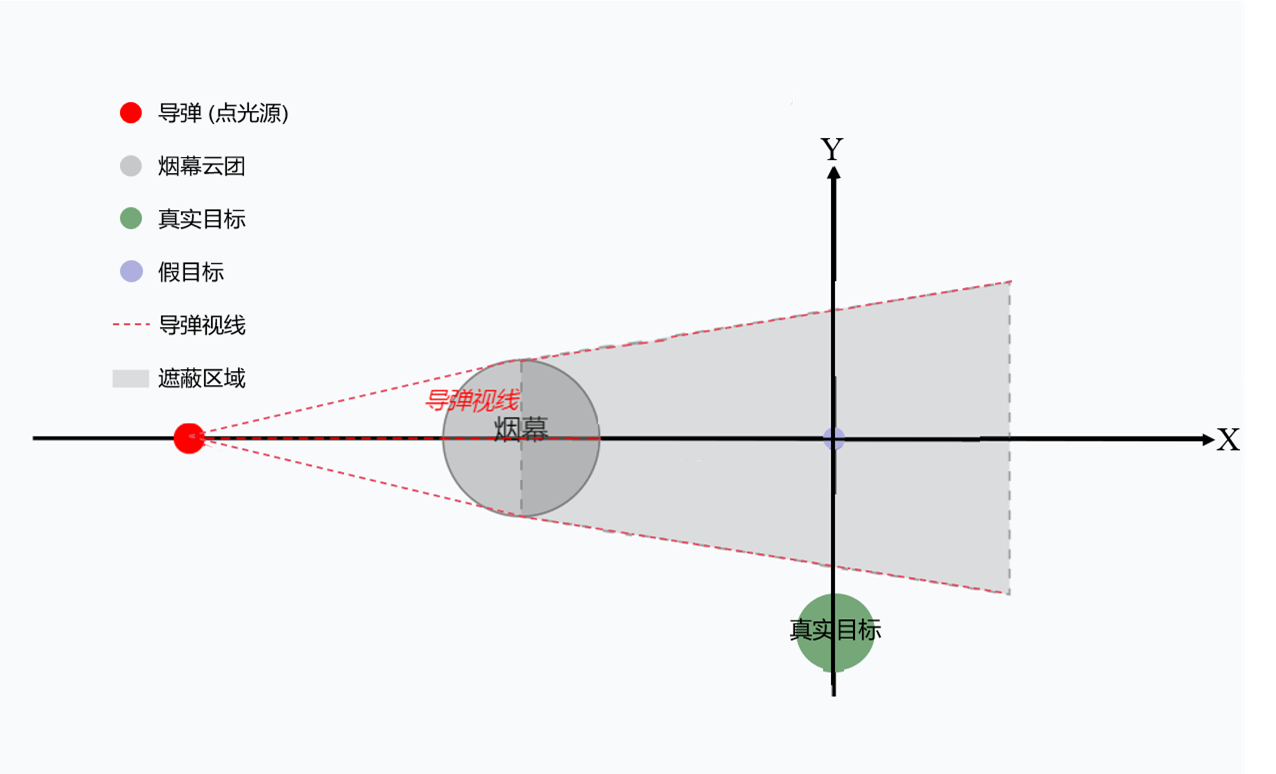 导弹 (点光源)
烟幕云团
真实目标
假目标
导弹视线
遮蔽区域
Y
导弹视线
烟幕
X
真实目标